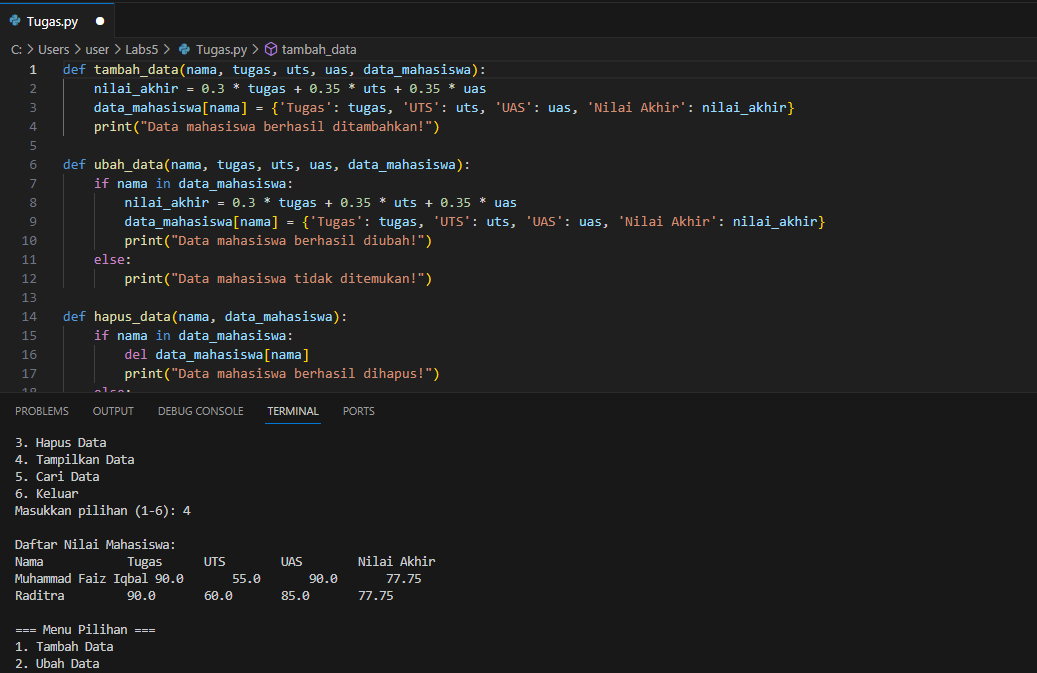 Tugas.py
C: > Users > user > Labs5 > Tugas.py > tambah_data
1 def tambah_data(nama, tugas, uts, uas, data_mahasiswa):
2     nilai_akhir = 0.3 * tugas + 0.35 * uts + 0.35 * uas
3     data_mahasiswa[nama] = {'Tugas': tugas, 'UTS': uts, 'UAS': uas, 'Nilai Akhir': nilai_akhir}
4     print("Data mahasiswa berhasil ditambahkan!")
5
6 def ubah_data(nama, tugas, uts, uas, data_mahasiswa):
7     if nama in data_mahasiswa:
8         nilai_akhir = 0.3 * tugas + 0.35 * uts + 0.35 * uas
9         data_mahasiswa[nama] = {'Tugas': tugas, 'UTS': uts, 'UAS': uas, 'Nilai Akhir': nilai_akhir}
10         print("Data mahasiswa berhasil diubah!")
11     else:
12         print("Data mahasiswa tidak ditemukan!")
13
14 def hapus_data(nama, data_mahasiswa):
15     if nama in data_mahasiswa:
16         del data_mahasiswa[nama]
17         print("Data mahasiswa berhasil dihapus!")
18     else:
PROBLEMS OUTPUT DEBUG CONSOLE TERMINAL PORTS
3. Hapus Data
4. Tampilkan Data
5. Cari Data
6. Keluar
Masukkan pilihan (1-6): 4
Daftar Nilai Mahasiswa:
Nama Tugas UTS UAS Nilai Akhir
Muhammad Faiz Iqbal 90.0 55.0 90.0 77.75
Raditra 90.0 60.0 85.0 77.75
=== Menu Pilihan ===
1. Tambah Data
2. Ubah Data